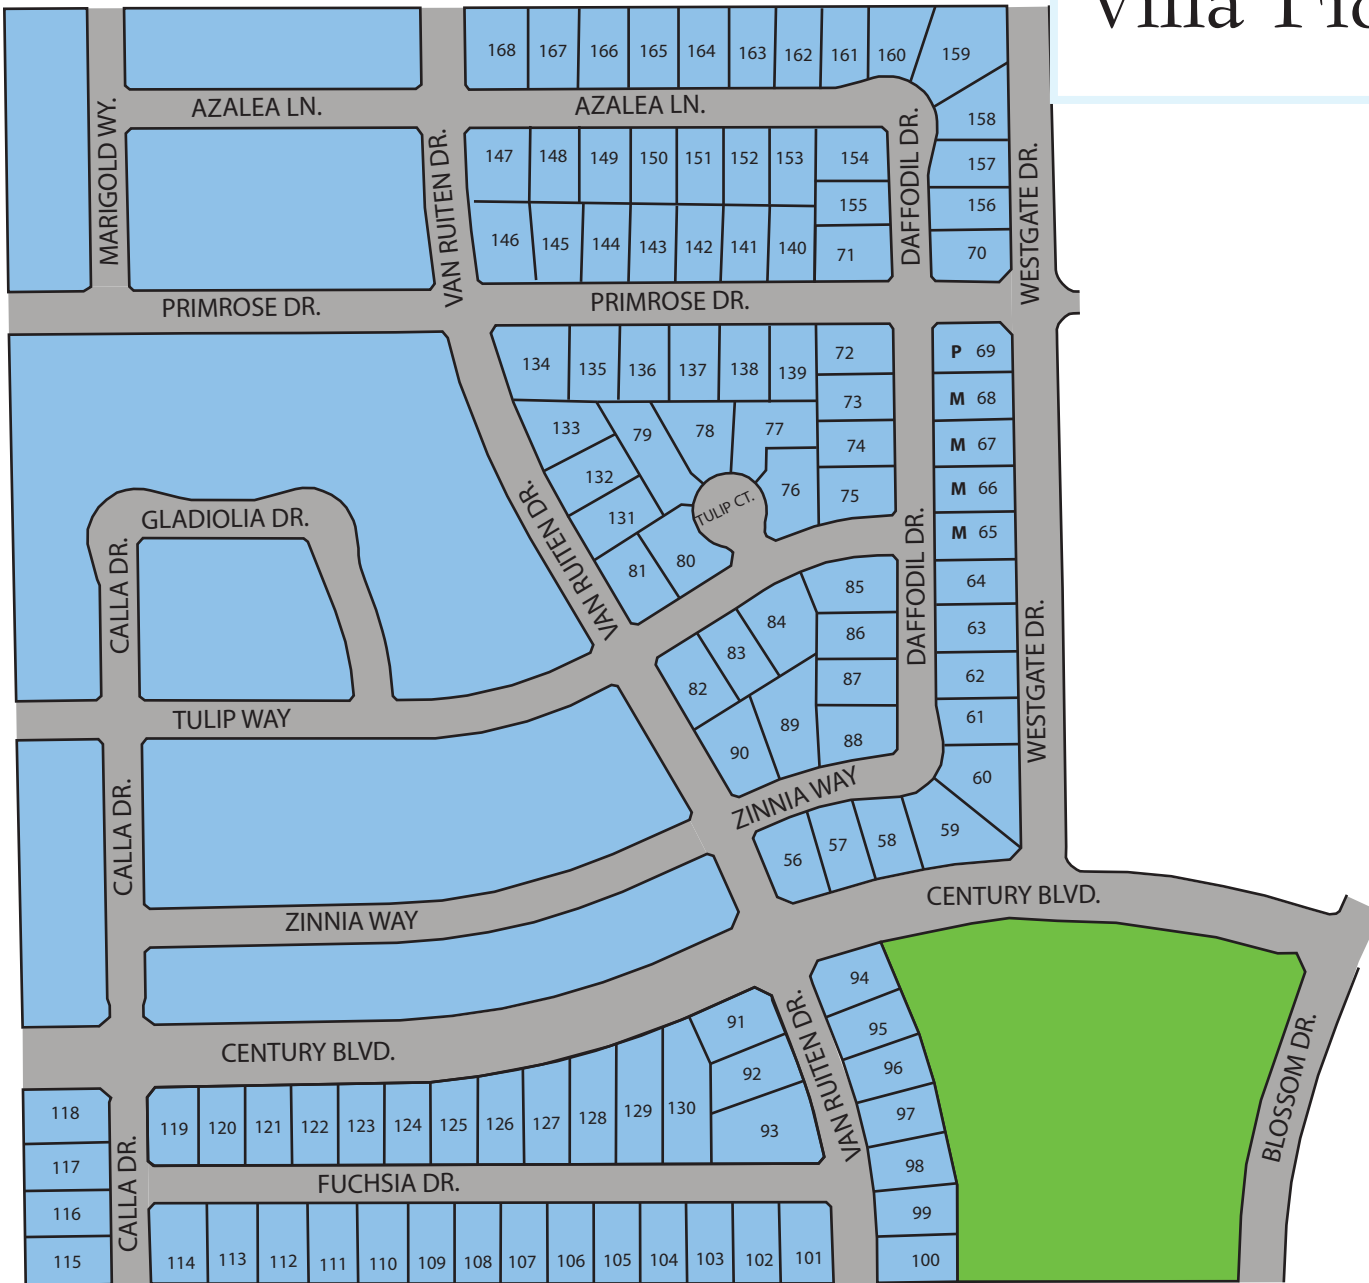 Villa
168 167 166 165 164 163 162 161 160 159
MARIGOLD WY.
AZALEA LN.
AZALEA LN.
158
VAN RUITEN DR.
DAFFODIL DR.
WESTGATE DR.
147 148 149 150 151 152 153 154 157
155 156
146 145 144 143 142 141 140 71 70
PRIMROSE DR.
PRIMROSE DR.
134 135 136 137 138 139 72 P 69
73 M 68
133 79 78 77 74 M 67
132 76 75 M 66
TULIP CT.
GLADIOLIA DR.
131 M 65
VAN RUITEN DR.
DAFFODIL DR.
CALLA DR.
81 80 85 64
84 86 63
WESTGATE DR.
83 87 62
82
TULIP WAY
90 89 88 61
ZINNIA WAY
60
CALLA DR.
56 57 58 59
CENTURY BLVD.
ZINNIA WAY
94
CENTURY BLVD.
91 95
VAN RUITEN DR.
92 96
BLOSSOM DR.
118 119 120 121 122 123 124 125 126 127 128 129 130 93 97
117 98
CALLA DR.
FUCHSIA DR.
116 99
115 114 113 112 111 110 109 108 107 106 105 104 103 102 101 100